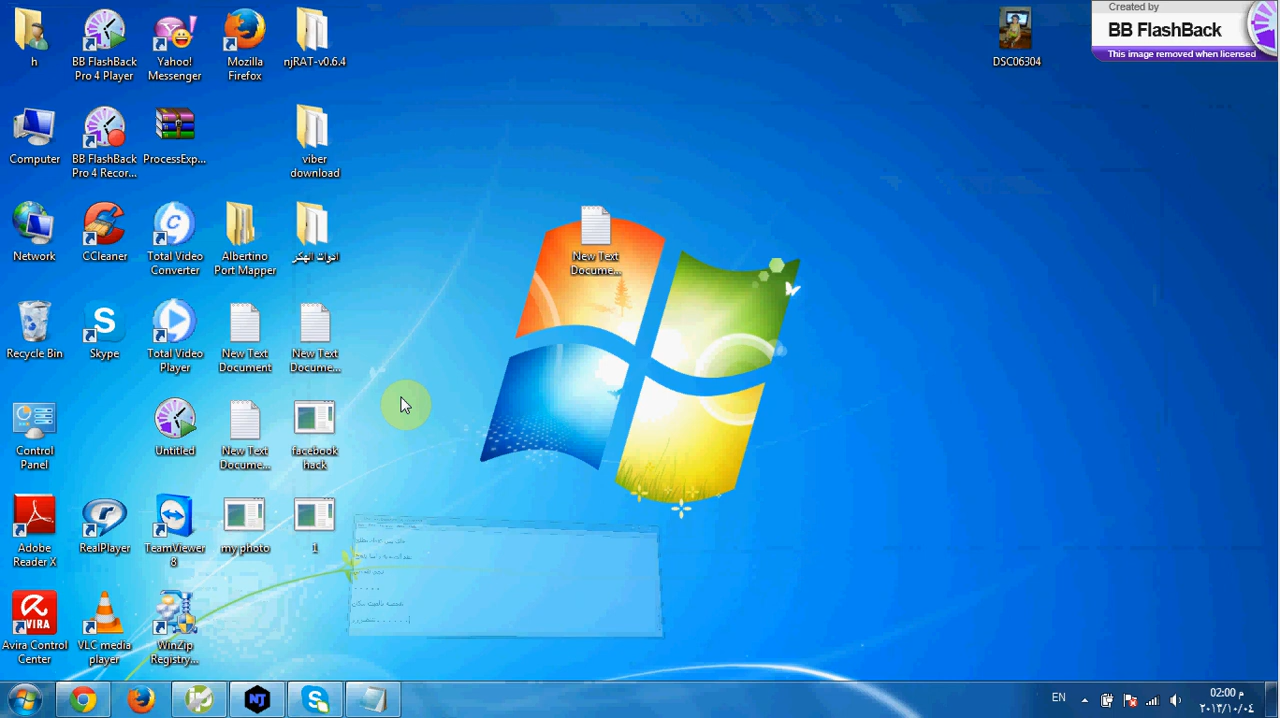 h
BB FlashBack
Pro 4 Player
Yahoo!
Messenger
Mozilla
Firefox
njRAT-v0.6.4
DSC06304
Created by
BB FlashBack
This image removed when licensed
Computer
BB FlashBack
Pro 4 Recor...
ProcessExp...
viber
download
Network
CCleaner
Total Video
Converter
Albertino
Port Mapper
ادوات الهكر
New Text
Docume...
Recycle Bin
Skype
Total Video
Player
New Text
Document
New Text
Docume...
Control
Panel
Untitled
New Text
Docume...
facebook
hack
Adobe
Reader X
RealPlayer
TeamViewer
8
my photo
1
Avira Control
Center
VLC media
player
WinZip
Registry...
AVIRA
NJ
EN
02:00 م
٢٠١٣/١٠/٠٤